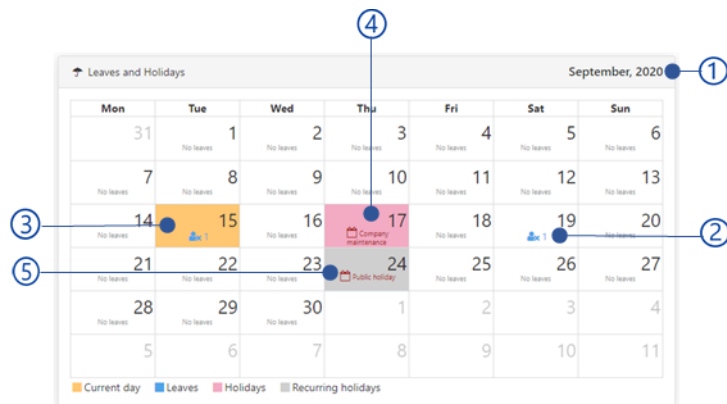 4
Leaves and Holidays September, 2020 1
Mon Tue Wed Thu Fri Sat Sun
31 1 2 3 4 5 6
No leaves No leaves No leaves No leaves No leaves No leaves
7 8 9 10 11 12 13
No leaves No leaves No leaves No leaves No leaves No leaves No leaves
3 14 15 16 17 18 19 20 2
No leaves 1 No leaves Company No leaves 1 No leaves
maintenance
5 21 22 23 24 25 26 27
No leaves No leaves No leaves Public holiday No leaves No leaves No leaves
28 29 30 1 2 3 4
No leaves No leaves No leaves
5 6 7 8 9 10 11
Current day Leaves Holidays Recurring holidays